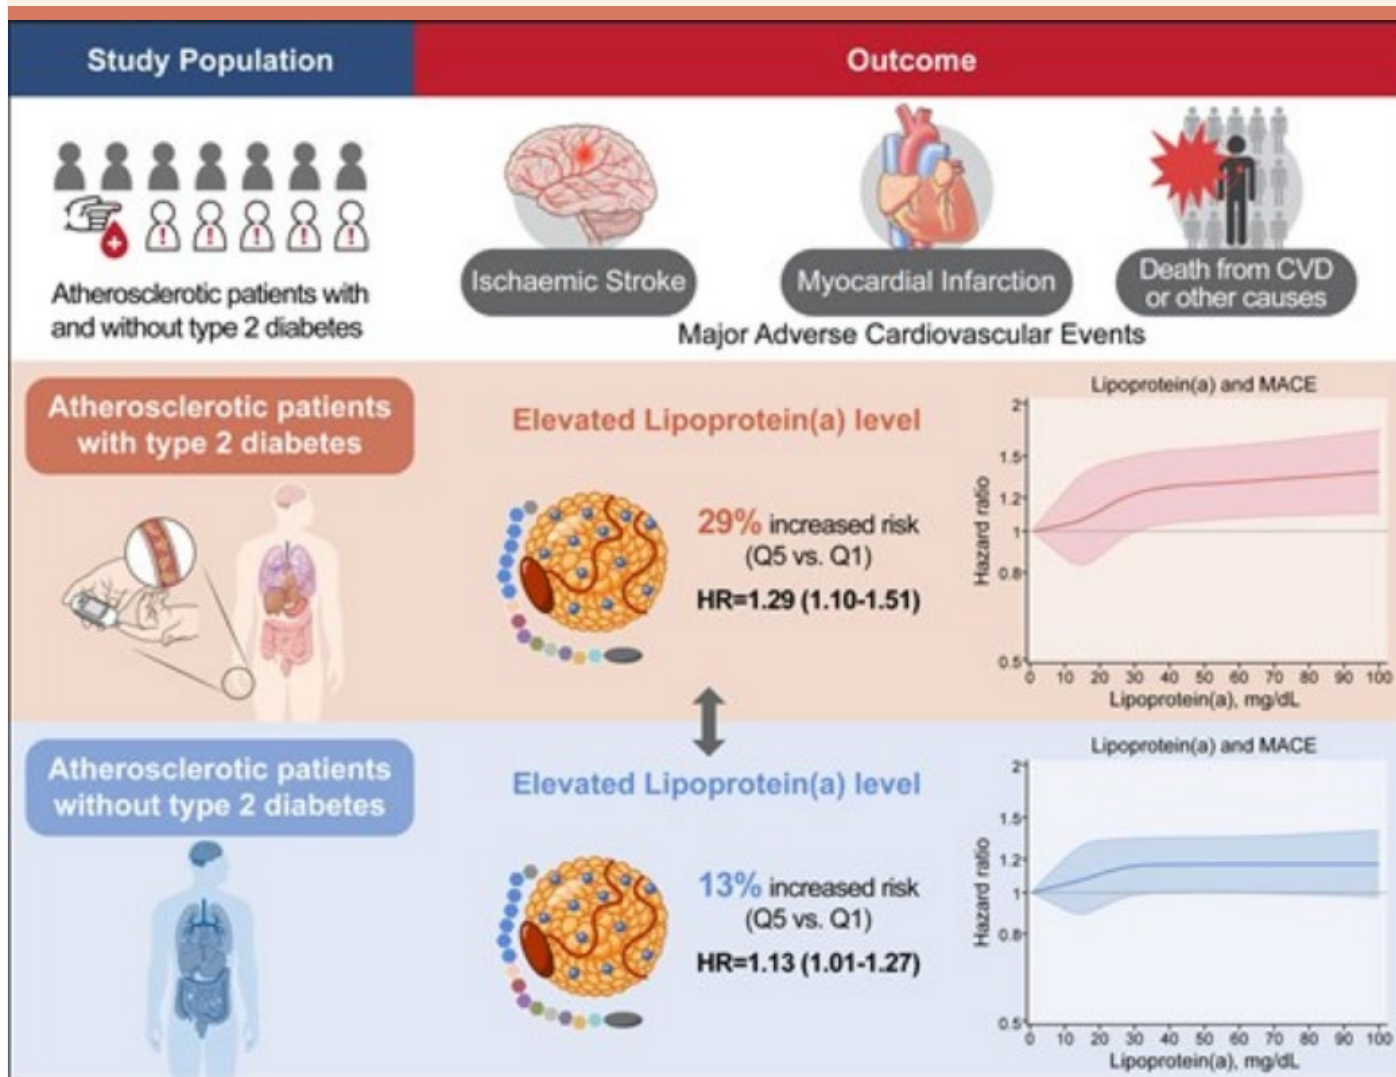 Study Population
Outcome
Atherosclerotic patients with
and without type 2 diabetes
Ischaemic Stroke
Myocardial Infarction
Death from CVD
or other causes
Major Adverse Cardiovascular Events
Atherosclerotic patients
with type 2 diabetes
Elevated Lipoprotein(a) level
29% increased risk
(Q5 vs. Q1)
HR=1.29 (1.10-1.51)
Lipoprotein(a) and MACE
Hazard ratio
2
1.5
1.2
1
0.8
0.5
0 10 20 30 40 50 60 70 80 90 100
Lipoprotein(a), mg/dL
Atherosclerotic patients
without type 2 diabetes
Elevated Lipoprotein(a) level
13% increased risk
(Q5 vs. Q1)
HR=1.13 (1.01-1.27)
Lipoprotein(a) and MACE
Hazard ratio
2
1.5
1.2
1
0.8
0.5
0 10 20 30 40 50 60 70 80 90 100
Lipoprotein(a), mg/dL